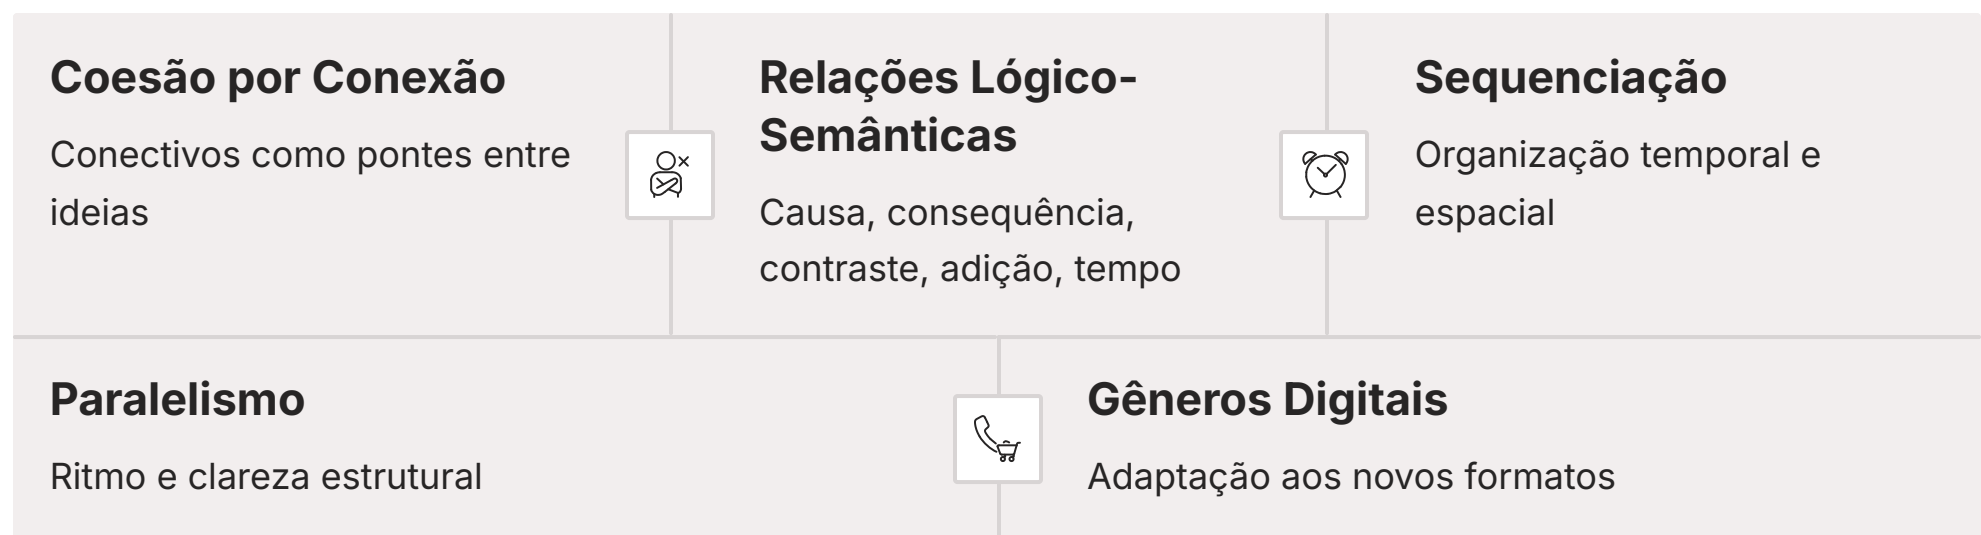 Coesão por Conexão
Conectivos como pontes entre
ideias
Relações Lógico-
Semânticas
Causa, consequência,
contraste, adição, tempo
Sequenciação
Organização temporal e
espacial
Paralelismo
Ritmo e clareza estrutural
Gêneros Digitais
Adaptação aos novos formatos